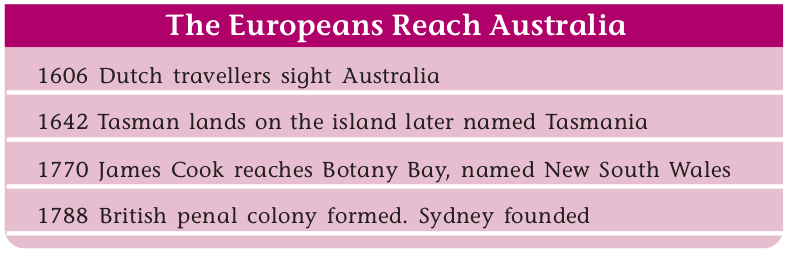 The Europeans Reach Australia
1606 Dutch travellers sight Australia
1642 Tasman lands on the island later named Tasmania
1770 James Cook reaches Botany Bay, named New South Wales
1788 British penal colony formed. Sydney founded